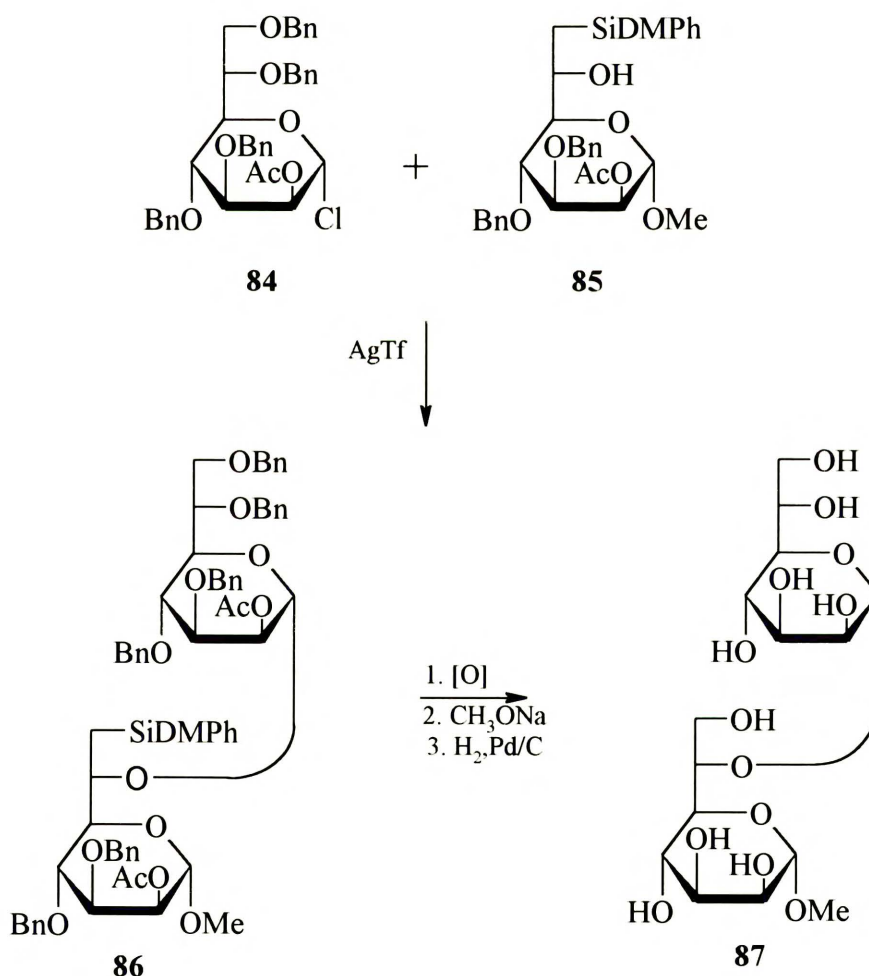 OBn
SiDMPh
OBn
OH
O
O
OBn
OBn
AcO
+
AcO
BnO
Cl
BnO
OMe
84
85
AgTf
OBn
OH
OBn
OH
O
O
OBn
OH
AcO
HO
BnO
HO
1. [O]
2. CH₃ONa
3. H₂,Pd/C
SiDMPh
OH
O
O
O
O
OBn
OH
AcO
HO
BnO
OMe
HO
OMe
86
87